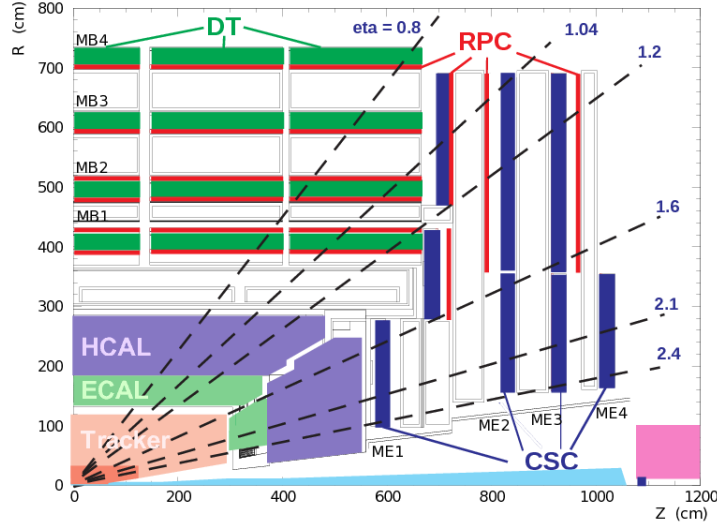 R (cm)
800
700
600
500
400
300
200
100
0
MB4
MB3
MB2
MB1
DT
eta = 0.8
RPC
1.04
1.2
1.6
2.1
2.4
HCAL
ECAL
Tracker
ME1
ME2
ME3
ME4
CSC
0
200
400
600
800
1000
1200
Z (cm)